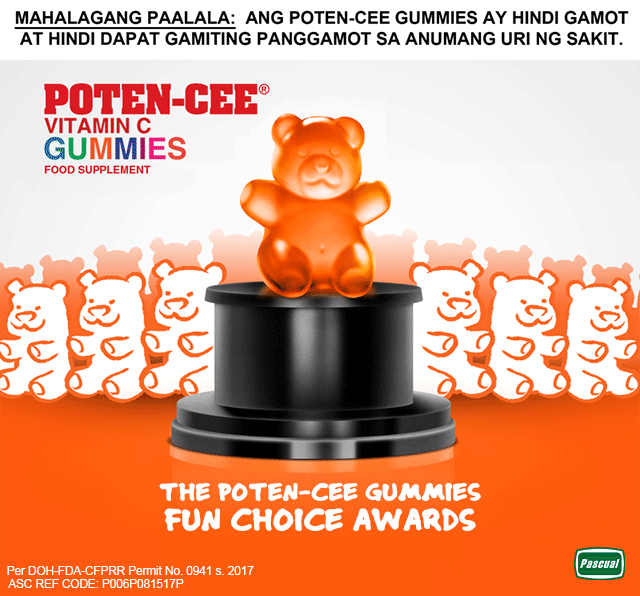 MAHALAGANG PAALALA: ANG POTEN-CEE GUMMIES AY HINDI GAMOT
AT HINDI DAPAT GAMITING PANGGAMOT SA ANUMANG URI NG SAKIT.
POTEN-CEE®
VITAMIN C
GUMMIES
FOOD SUPPLEMENT
THE POTEN-CEE GUMMIES
FUN CHOICE AWARDS
Per DOH-FDA-CFPRR Permit No. 0941 s. 2017
ASC REF CODE: P006P081517P
Pascual